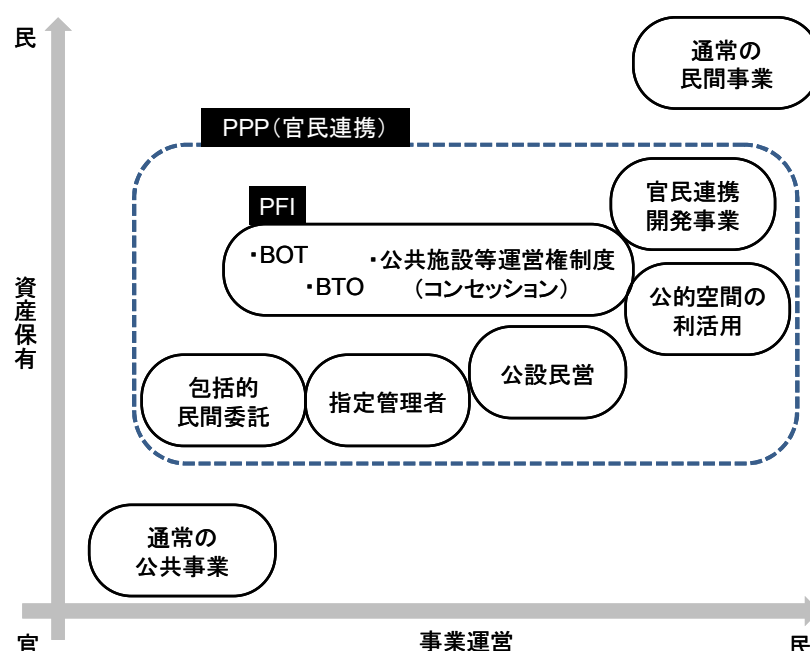 民
通常の
民間事業
PPP（官民連携）
官民連携
開発事業
PFI
・BOT
・公共施設等運営権制度
・BTO
（コンセッション）
公的空間の
利活用
資産保有
公設民営
包括的
民間委託
指定管理者
通常の
公共事業
官
事業運営
民